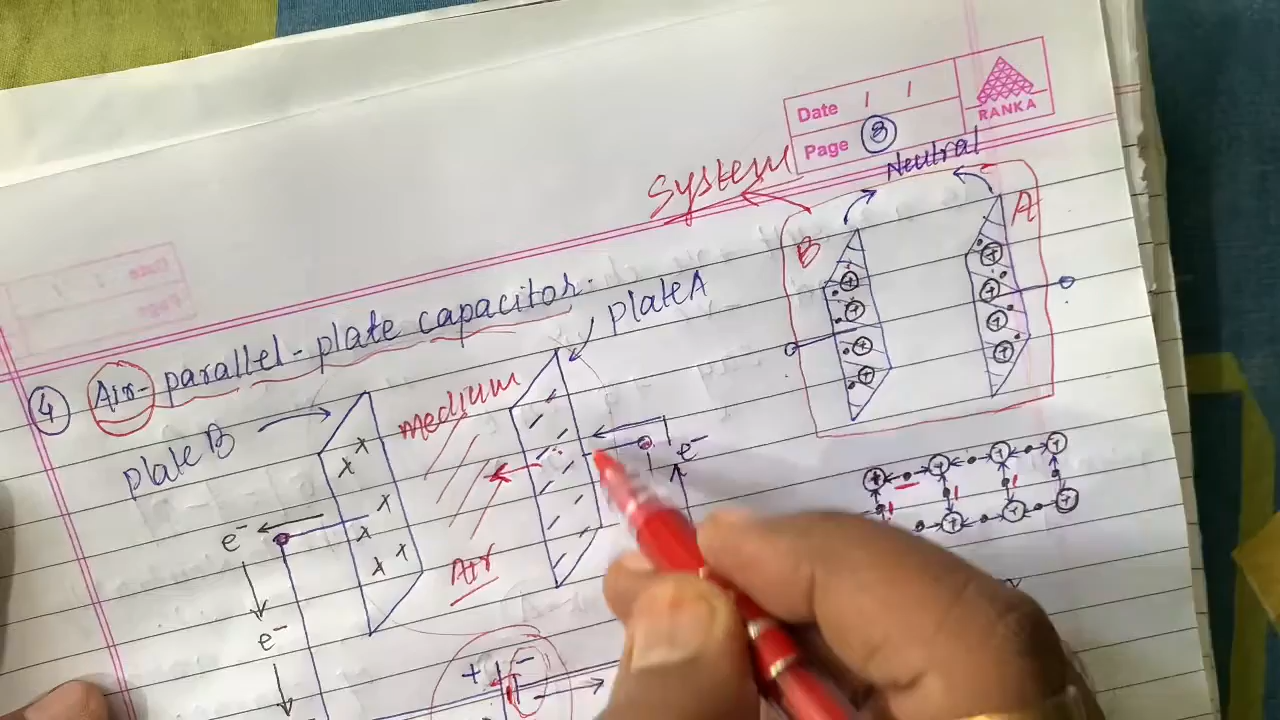 Date / /
RANKA
Page 8
System
Neutral
B
A
④ Air-parallel-plate capacitor.
Plate A
Plate B
Medium
e⁻
e⁻
Air
e⁻
+ -